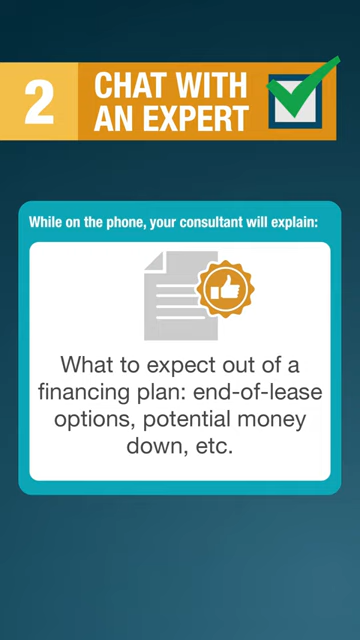 2
CHAT WITH
AN EXPERT
While on the phone, your consultant will explain:
What to expect out of a
financing plan: end-of-lease
options, potential money
down, etc.